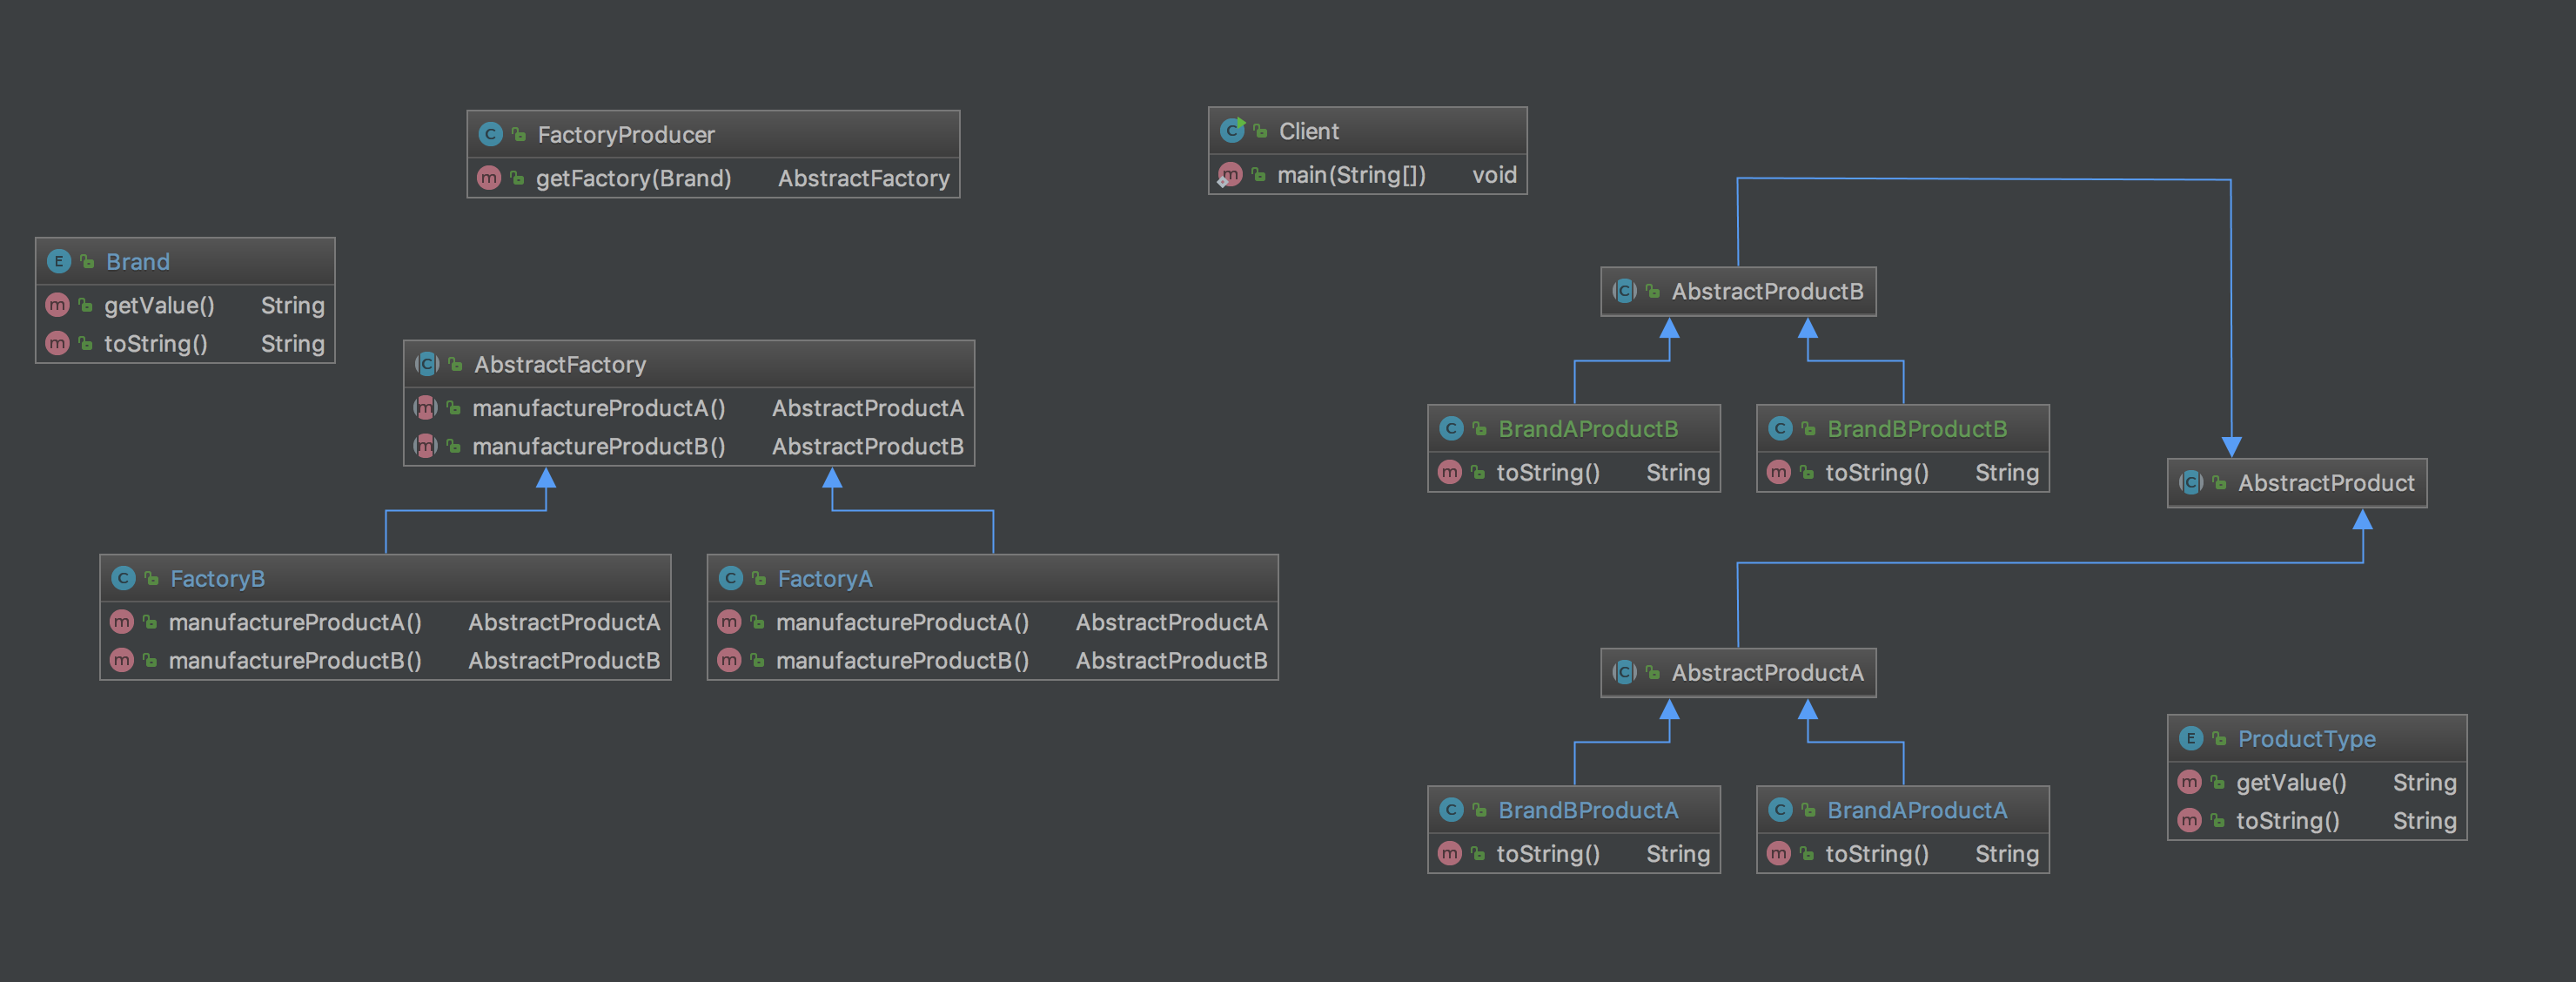 FactoryProducer
getFactory(Brand) AbstractFactory
Client
main(String[]) void
Brand
getValue() String
toString() String
AbstractFactory
manufactureProductA() AbstractProductA
manufactureProductB() AbstractProductB
FactoryB
manufactureProductA() AbstractProductA
manufactureProductB() AbstractProductB
FactoryA
manufactureProductA() AbstractProductA
manufactureProductB() AbstractProductB
AbstractProductB
BrandAProductB
toString() String
BrandBProductB
toString() String
AbstractProduct
AbstractProductA
BrandBProductA
toString() String
BrandAProductA
toString() String
ProductType
getValue() String
toString() String